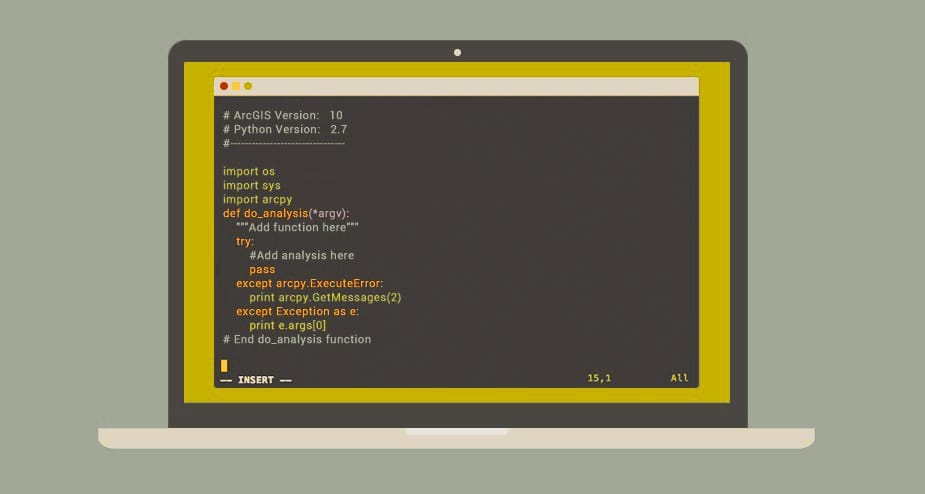 # ArcGIS Version:   10
# Python Version:   2.7
#--------------------------------
import os
import sys
import arcpy
def do_analysis(*argv):
"""Add function here"""
try:
#Add analysis here
pass
except arcpy.ExecuteError:
print arcpy.GetMessages(2)
except Exception as e:
print e.args[0]
# End do_analysis function
—— INSERT —— 15,1 All